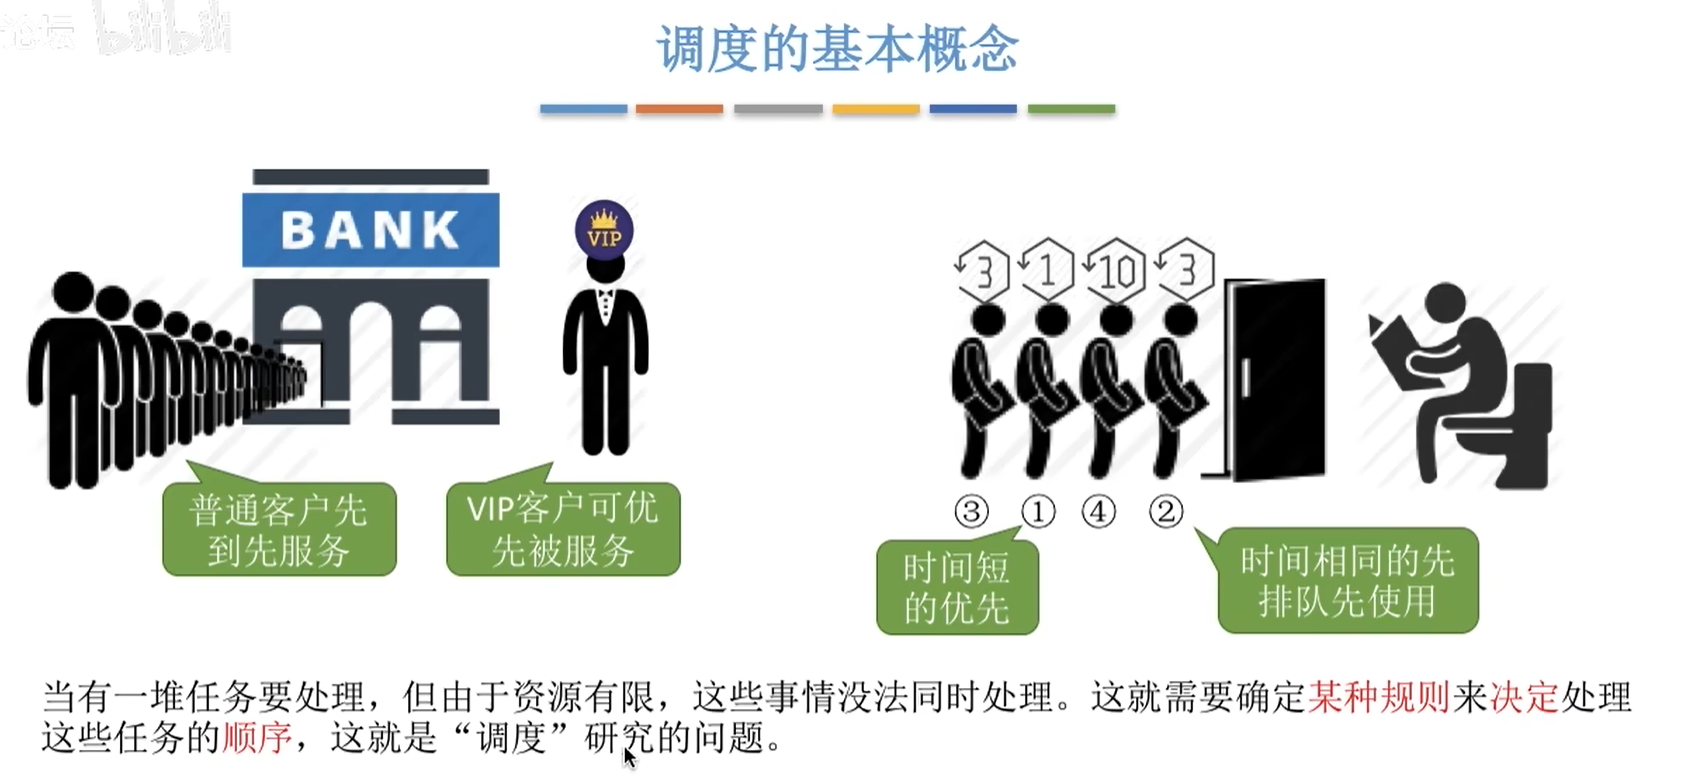 论坛 bilibili
调度的基本概念
BANK
VIP
普通客户先
到先服务
VIP客户可优
先被服务
3 1 10 3
③ ① ④ ②
时间短
的优先
时间相同的先
排队先使用
当有一堆任务要处理，但由于资源有限，这些事情没法同时处理。这就需要确定某种规则来决定处理
这些任务的顺序，这就是“调度”研究的问题。